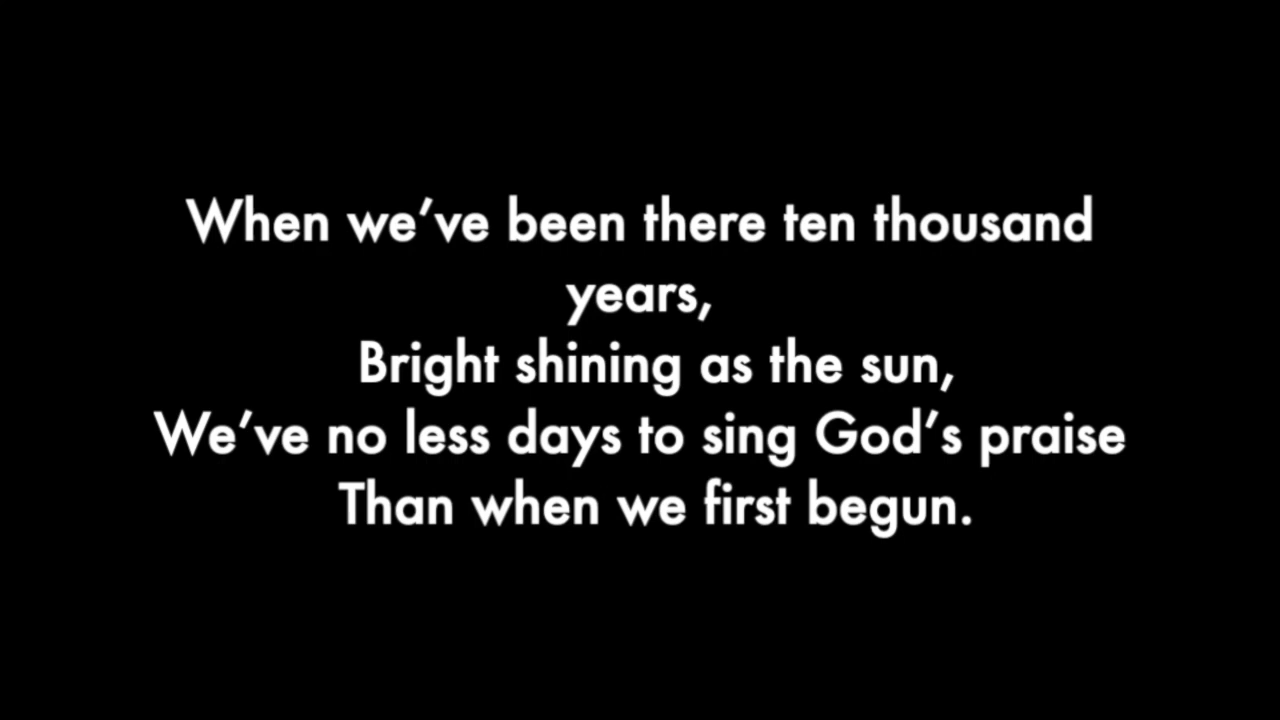 When we’ve been there ten thousand
years,
Bright shining as the sun,
We’ve no less days to sing God’s praise
Than when we first begun.